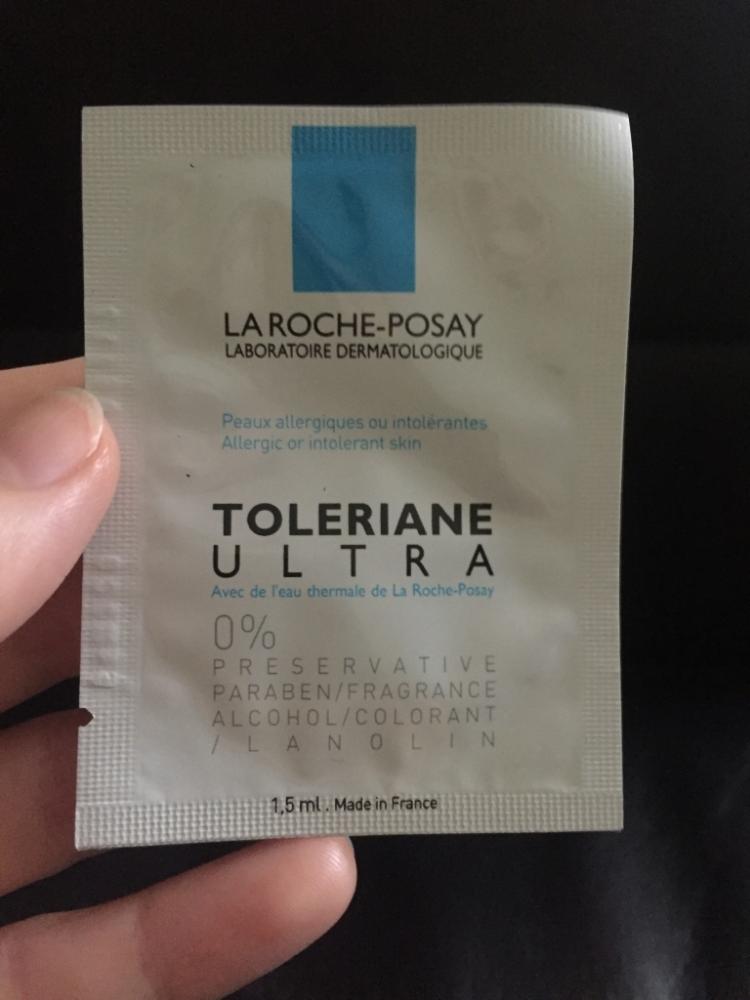 LA ROCHE-POSAY
LABORATOIRE DERMATOLOGIQUE
Peaux allergiques ou intolérantes
Allergic or intolerant skin
TOLERIANE
ULTRA
Avec de l'eau thermale de La Roche-Posay
0%
PRESERVATIVE
PARABEN/FRAGRANCE
ALCOHOL/COLORANT
/LANOLIN
1,5 ml . Made in France